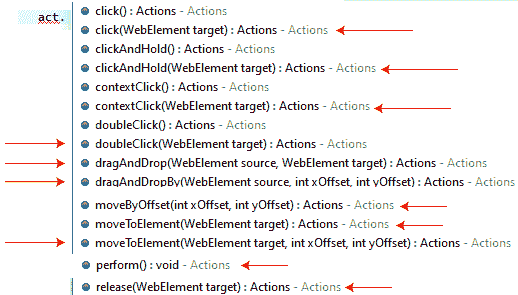 click() : Actions - Actions
act.
click(WebElement target) : Actions - Actions
clickAndHold() : Actions - Actions
clickAndHold(WebElement target) : Actions - Actions
contextClick() : Actions - Actions
contextClick(WebElement target) : Actions - Actions
doubleClick() : Actions - Actions
doubleClick(WebElement target) : Actions - Actions
dragAndDrop(WebElement source, WebElement target) : Actions - Actions
dragAndDropBy(WebElement source, int xOffset, int yOffset) : Actions - Actions
moveByOffset(int xOffset, int yOffset) : Actions - Actions
moveToElement(WebElement target) : Actions - Actions
moveToElement(WebElement target, int xOffset, int yOffset) : Actions - Actions
perform() : void - Actions
release(WebElement target) : Actions - Actions